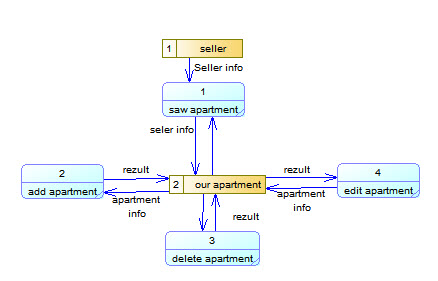 1 seller
Seller info
1
saw apartment
seler info
2
add apartment
rezult
apartment
info
2 our apartment
rezult
apartment
info
4
edit apartment
rezult
3
delete apartment